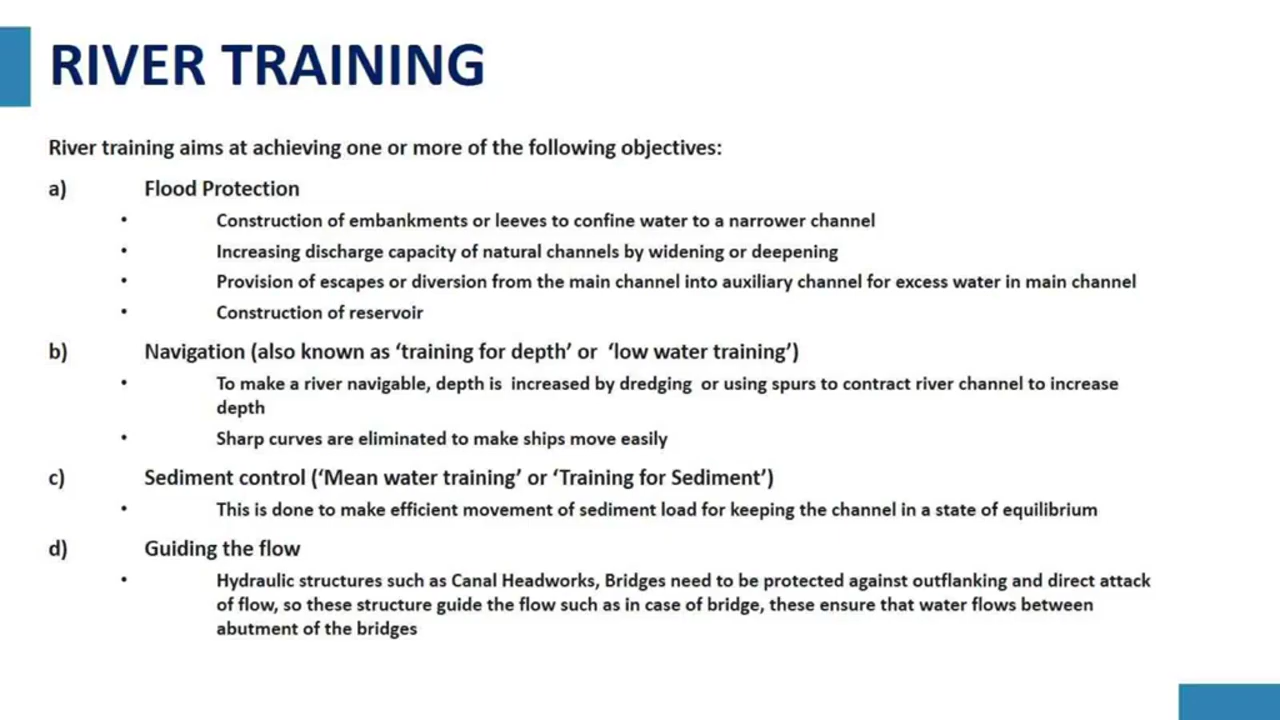 RIVER TRAINING
River training aims at achieving one or more of the following objectives:
a) Flood Protection
• Construction of embankments or leeves to confine water to a narrower channel
• Increasing discharge capacity of natural channels by widening or deepening
• Provision of escapes or diversion from the main channel into auxiliary channel for excess water in main channel
• Construction of reservoir
b) Navigation (also known as ‘training for depth’ or ‘low water training’)
• To make a river navigable, depth is increased by dredging or using spurs to contract river channel to increase
depth
• Sharp curves are eliminated to make ships move easily
c) Sediment control (‘Mean water training’ or ‘Training for Sediment’)
• This is done to make efficient movement of sediment load for keeping the channel in a state of equilibrium
d) Guiding the flow
• Hydraulic structures such as Canal Headworks, Bridges need to be protected against outflanking and direct attack
of flow, so these structure guide the flow such as in case of bridge, these ensure that water flows between
abutment of the bridges